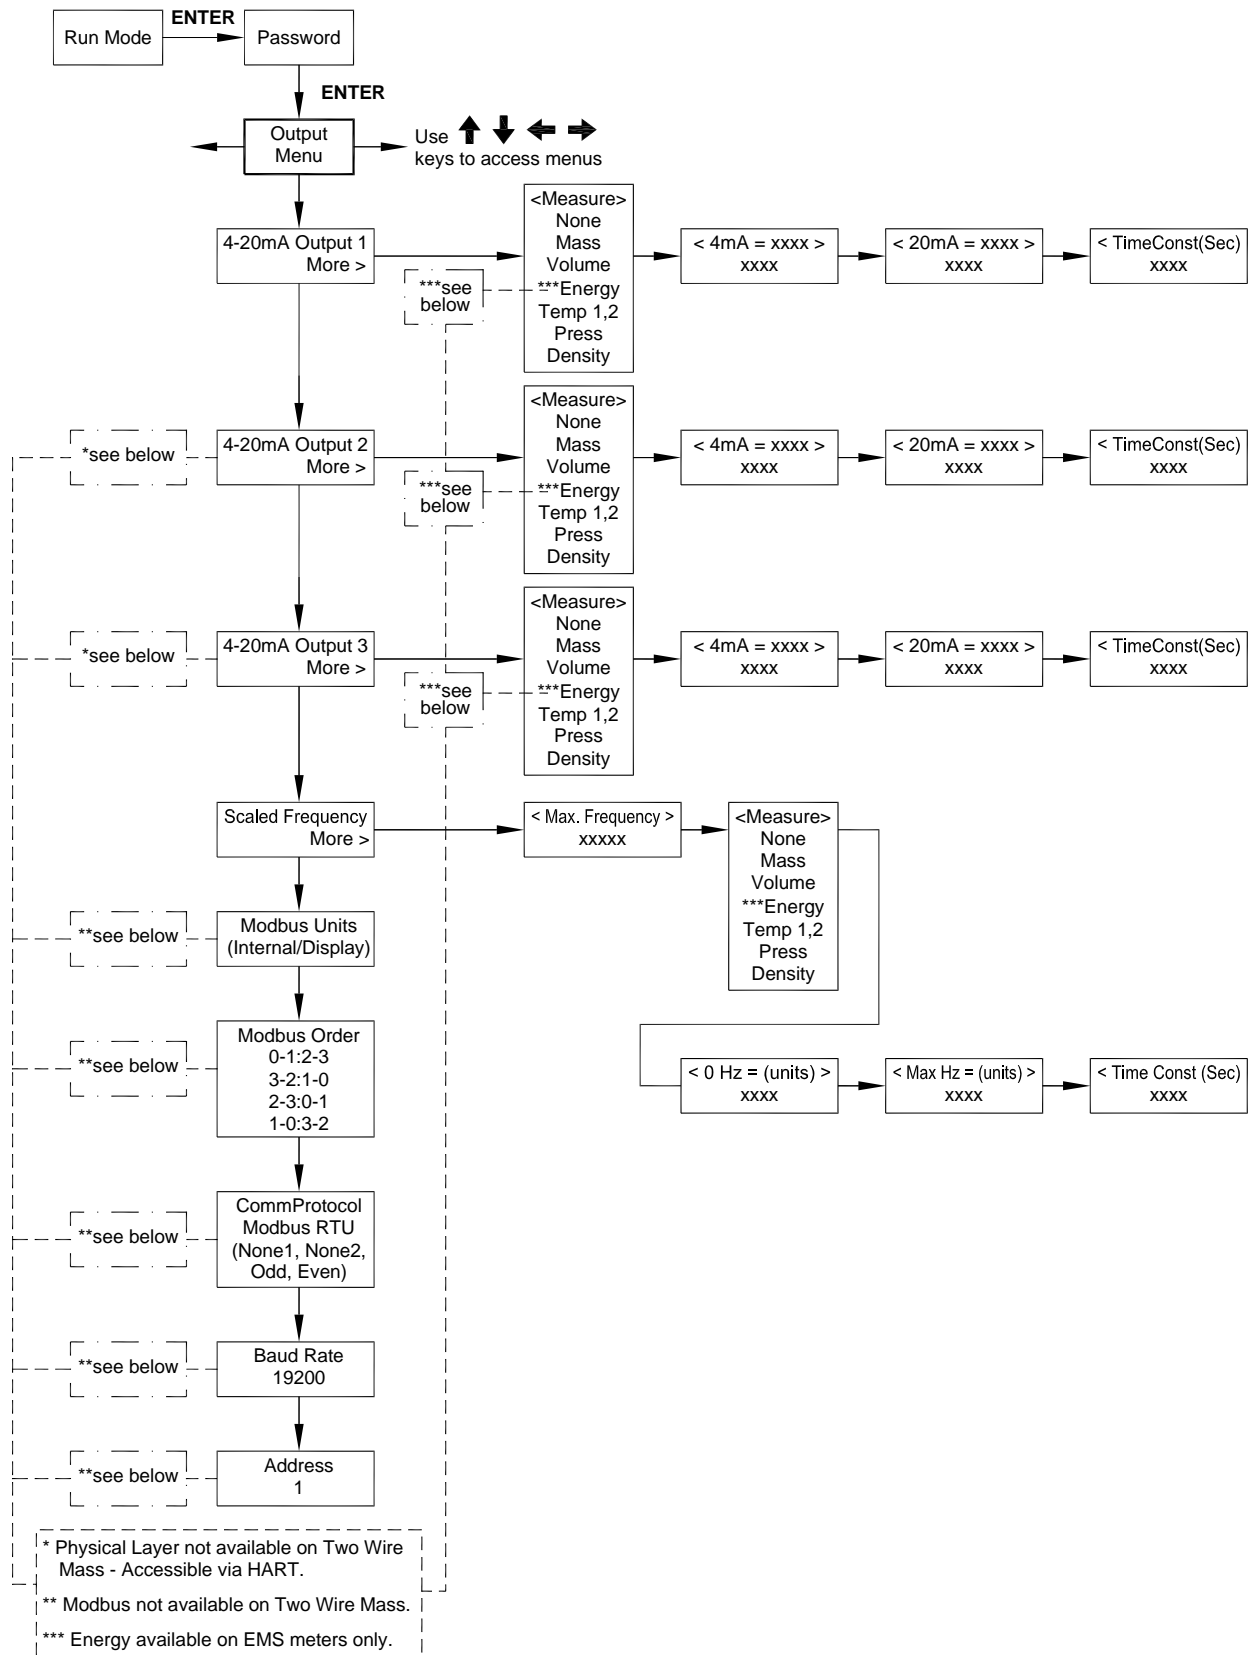 ENTER
Run Mode
Password
ENTER
Output
Menu
Use
keys to access menus
4-20mA Output 1
More >
***see
below
<Measure>
None
Mass
Volume
***Energy
Temp 1,2
Press
Density
< 4mA = xxxx >
xxxx
< 20mA = xxxx >
xxxx
< TimeConst(Sec)
xxxx
*see below
4-20mA Output 2
More >
***see
below
<Measure>
None
Mass
Volume
***Energy
Temp 1,2
Press
Density
< 4mA = xxxx >
xxxx
< 20mA = xxxx >
xxxx
< TimeConst(Sec)
xxxx
*see below
4-20mA Output 3
More >
***see
below
<Measure>
None
Mass
Volume
***Energy
Temp 1,2
Press
Density
< 4mA = xxxx >
xxxx
< 20mA = xxxx >
xxxx
< TimeConst(Sec)
xxxx
Scaled Frequency
More >
< Max. Frequency >
xxxxx
<Measure>
None
Mass
Volume
***Energy
Temp 1,2
Press
Density
< 0 Hz = (units) >
xxxx
< Max Hz = (units) >
xxxx
< Time Const (Sec)
xxxx
**see below
Modbus Units
(Internal/Display)
**see below
Modbus Order
0-1:2-3
3-2:1-0
2-3:0-1
1-0:3-2
**see below
CommProtocol
Modbus RTU
(None1, None2,
Odd, Even)
**see below
Baud Rate
19200
**see below
Address
1
* Physical Layer not available on Two Wire
Mass - Accessible via HART.
** Modbus not available on Two Wire Mass.
*** Energy available on EMS meters only.